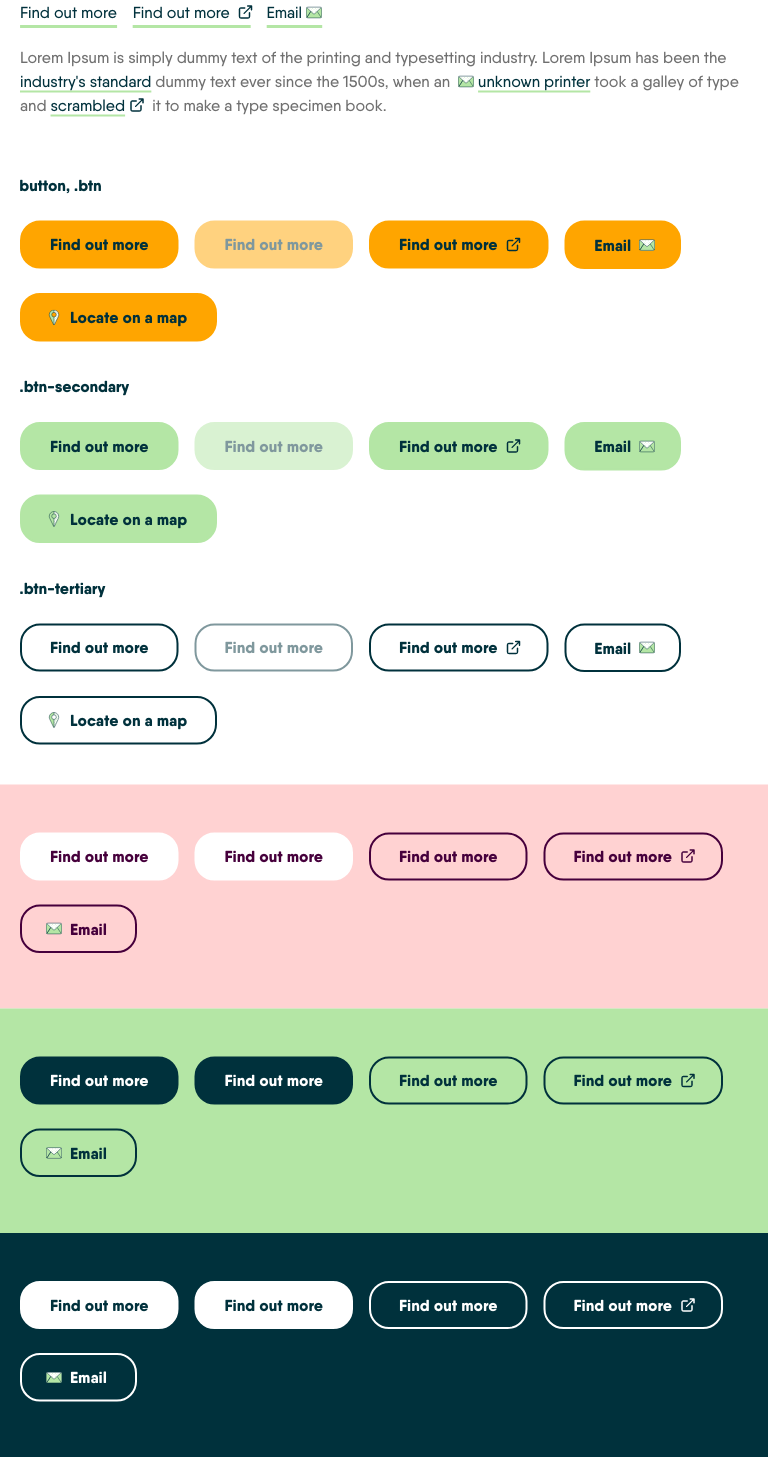 Find out more Find out more Email
Lorem Ipsum is simply dummy text of the printing and typesetting industry. Lorem Ipsum has been the
industry's standard dummy text ever since the 1500s, when an unknown printer took a galley of type
and scrambled it to make a type specimen book.
button, .btn
Find out more Find out more Find out more Email
Locate on a map
.btn-secondary
Find out more Find out more Find out more Email
Locate on a map
.btn-tertiary
Find out more Find out more Find out more Email
Locate on a map
Find out more Find out more Find out more Find out more
Email
Find out more Find out more Find out more Find out more
Email
Find out more Find out more Find out more Find out more
Email